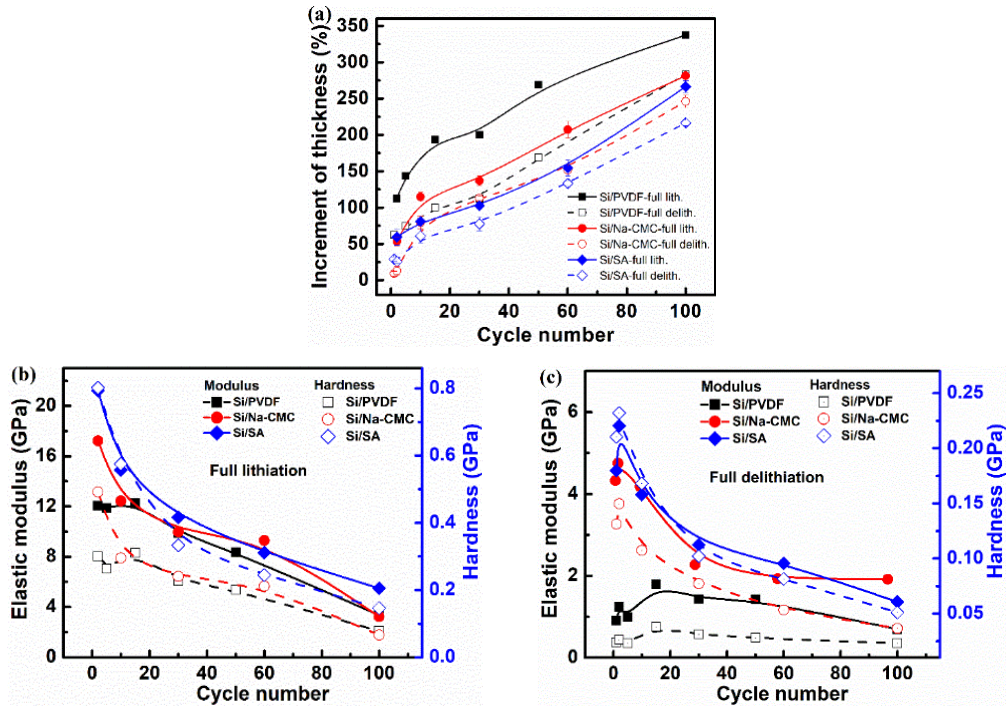 (a)
350
300
250
200
150
100
50
0
Increment of thickness (%)
Si/PVDF-full lith.
Si/PVDF-full delith.
Si/Na-CMC-full lith.
Si/Na-CMC-full delith.
Si/SA-full lith.
Si/SA-full delith.
0 20 40 60 80 100
Cycle number
(b)
20
16
12
8
4
0
Elastic modulus (GPa)
Modulus Hardness
Si/PVDF Si/PVDF
Si/Na-CMC Si/Na-CMC
Si/SA Si/SA
Full lithiation
0.8
0.6
0.4
0.2
0.0
Hardness (GPa)
0 20 40 60 80 100
Cycle number
(c)
6
4
2
0
Elastic modulus (GPa)
Modulus Hardness
Si/PVDF Si/PVDF
Si/Na-CMC Si/Na-CMC
Si/SA Si/SA
Full delithiation
0.25
0.20
0.15
0.10
0.05
Hardness (GPa)
0 20 40 60 80 100
Cycle number